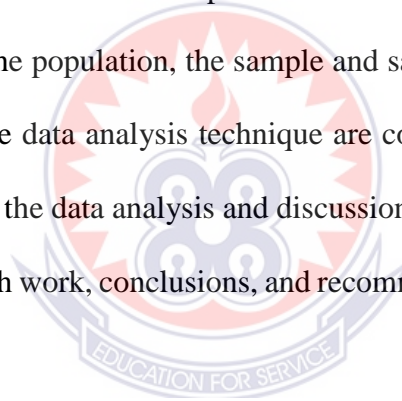 ne population, the sample and sa
e data analysis technique are co
the data analysis and discussion
h work, conclusions, and recomm
EDUCATION FOR SERVICE